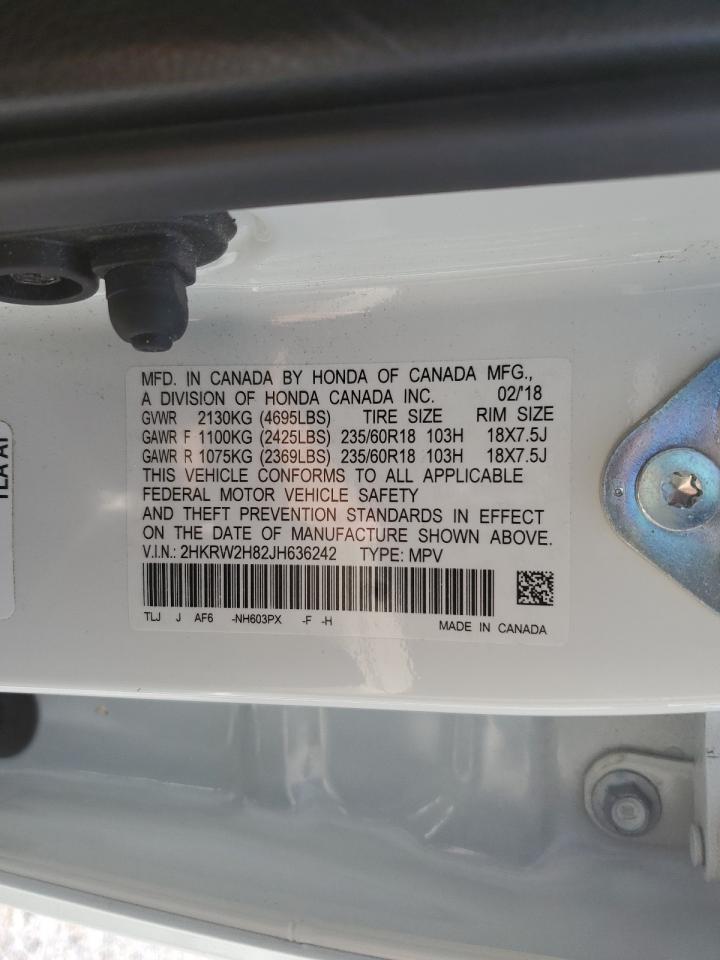 MFD. IN CANADA BY HONDA OF CANADA MFG.,
A DIVISION OF HONDA CANADA INC. 02/'18
GVWR 2130KG (4695LBS) TIRE SIZE RIM SIZE
GAWR F 1100KG (2425LBS) 235/60R18 103H 18X7.5J
GAWR R 1075KG (2369LBS) 235/60R18 103H 18X7.5J
THIS VEHICLE CONFORMS TO ALL APPLICABLE
FEDERAL MOTOR VEHICLE SAFETY
AND THEFT PREVENTION STANDARDS IN EFFECT
ON THE DATE OF MANUFACTURE SHOWN ABOVE.
V.I.N.: 2HKRW2H82JH636242 TYPE: MPV
TLJ J AF6 -NH603PX -F -H
MADE IN CANADA